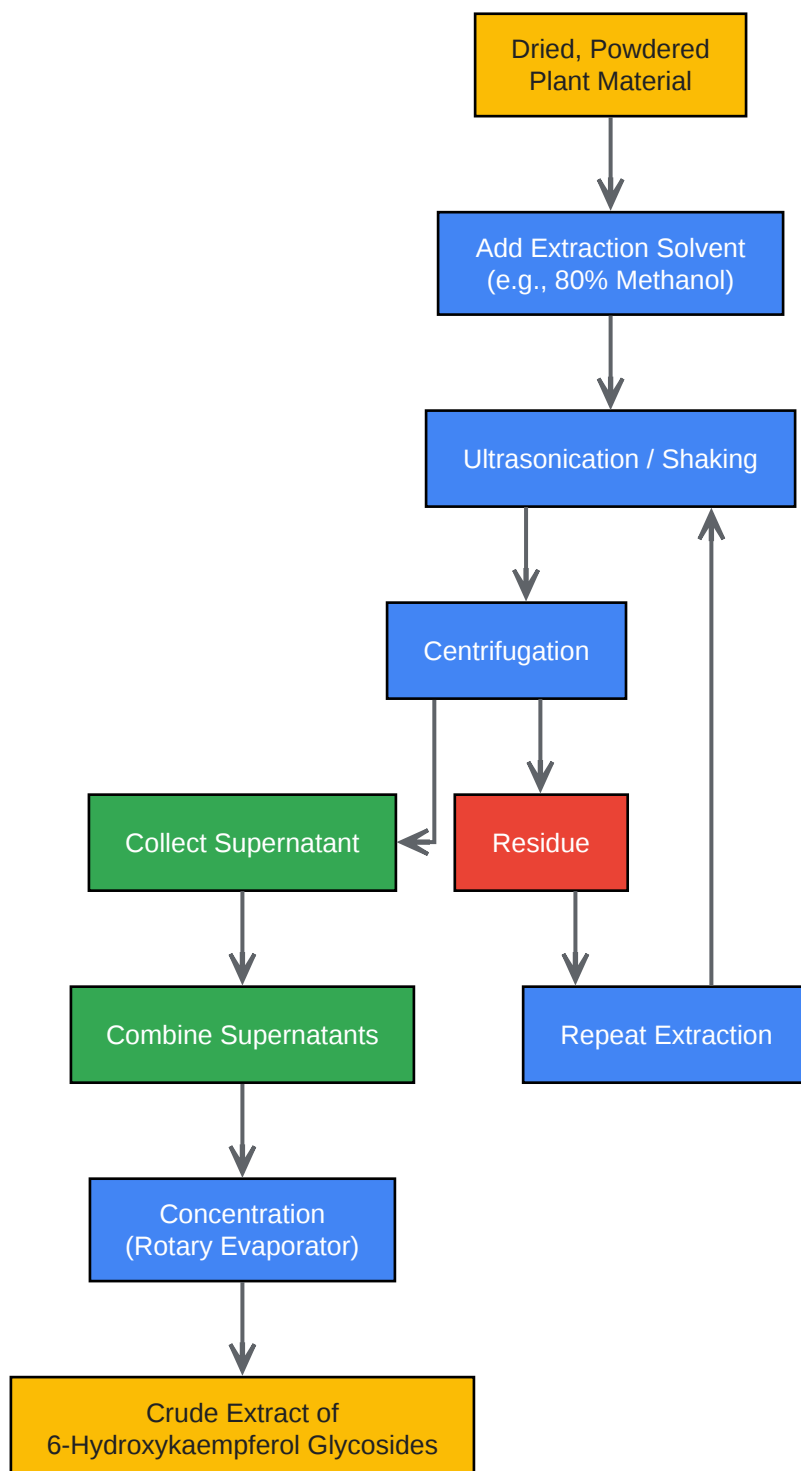 Dried, Powdered
Plant Material
Add Extraction Solvent
(e.g., 80% Methanol)
Ultrasonication / Shaking
Centrifugation
Collect Supernatant
Residue
Combine Supernatants
Repeat Extraction
Concentration
(Rotary Evaporator)
Crude Extract of
6-Hydroxykaempferol Glycosides